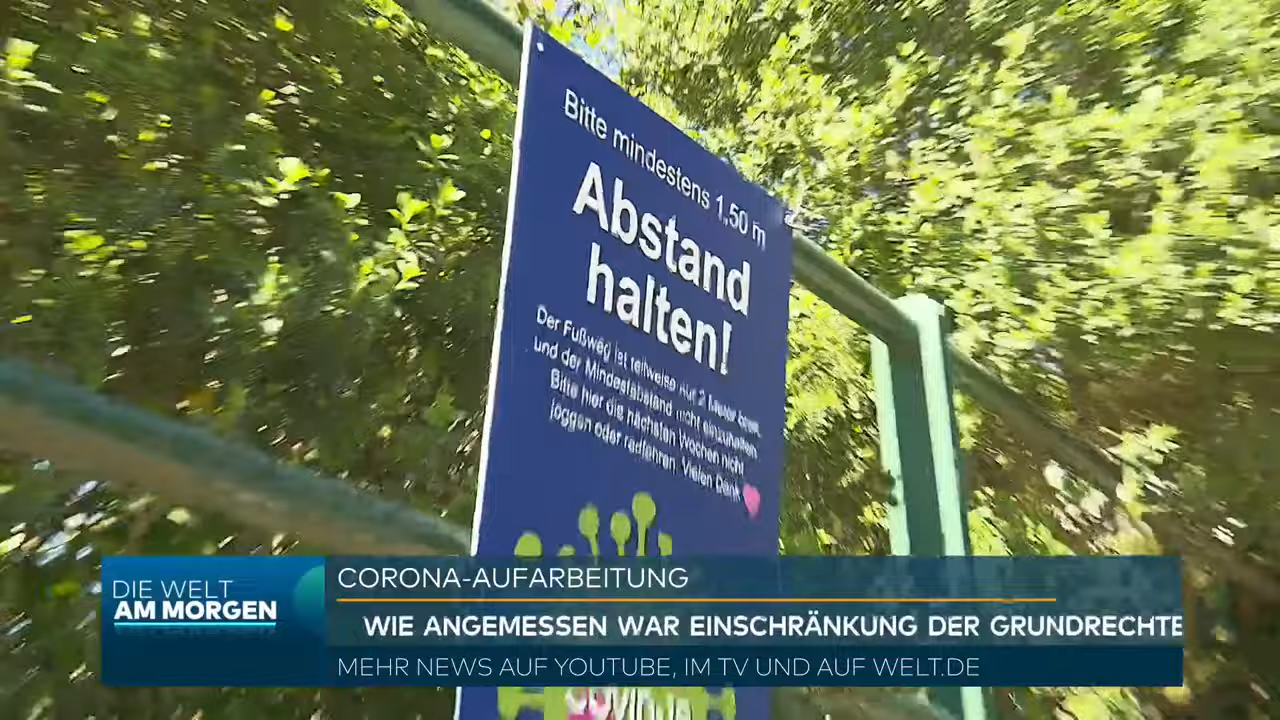 Bitte mindestens 1,50 m
Abstand
halten!
Der Fußweg ist teilweise nur 2 Meter
und der Mindestabstand nicht einzuhalten.
Bitte hier die nächsten Wochen nicht
joggen oder radfahren. Vielen Dank
DIE WELT
AM MORGEN
CORONA-AUFARBEITUNG
WIE ANGEMESSEN WAR EINSCHRÄNKUNG DER GRUNDRECHTE
MEHR NEWS AUF YOUTUBE, IM TV UND AUF WELT.DE